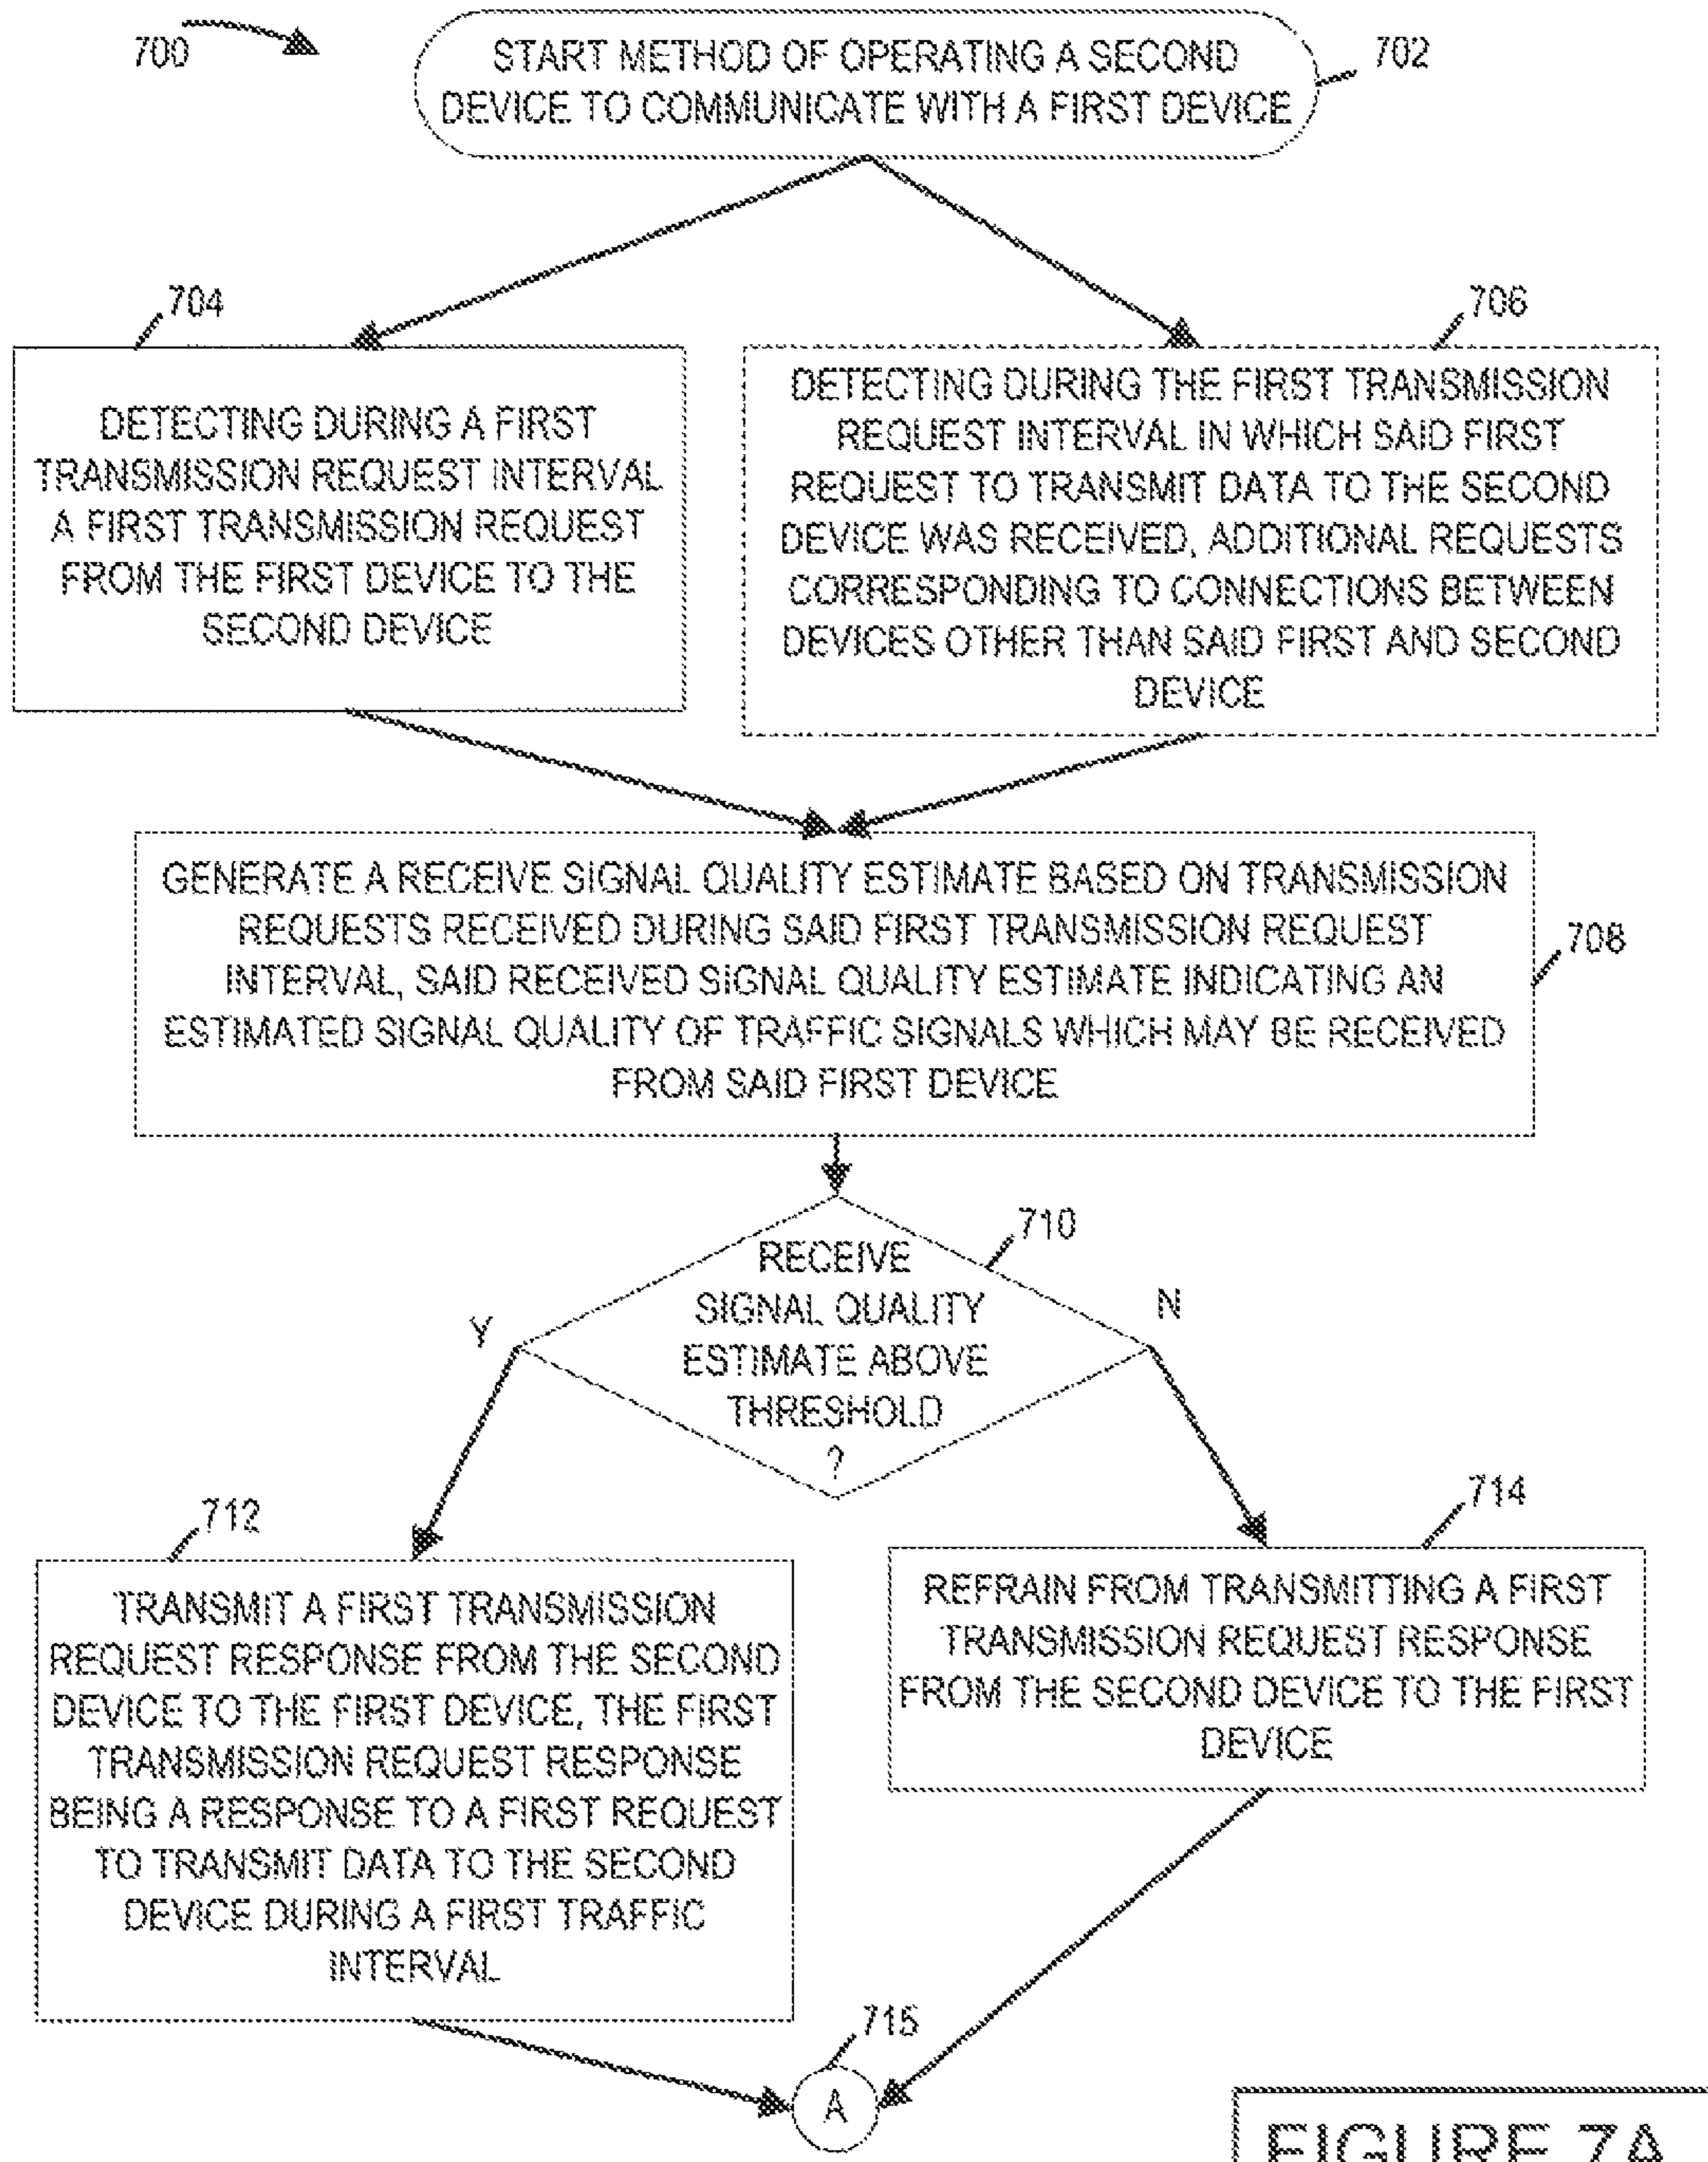 700
START METHOD OF OPERATING A SECOND
DEVICE TO COMMUNICATE WITH A FIRST DEVICE
702
704
DETECTING DURING A FIRST
TRANSMISSION REQUEST INTERVAL
A FIRST TRANSMISSION REQUEST
FROM THE FIRST DEVICE TO THE
SECOND DEVICE
706
DETECTING DURING THE FIRST TRANSMISSION
REQUEST INTERVAL IN WHICH SAID FIRST
REQUEST TO TRANSMIT DATA TO THE SECOND
DEVICE WAS RECEIVED, ADDITIONAL REQUESTS
CORRESPONDING TO CONNECTIONS BETWEEN
DEVICES OTHER THAN SAID FIRST AND SECOND
DEVICE
GENERATE A RECEIVE SIGNAL QUALITY ESTIMATE BASED ON TRANSMISSION
REQUESTS RECEIVED DURING SAID FIRST TRANSMISSION REQUEST
INTERVAL, SAID RECEIVED SIGNAL QUALITY ESTIMATE INDICATING AN
ESTIMATED SIGNAL QUALITY OF TRAFFIC SIGNALS WHICH MAY BE RECEIVED
FROM SAID FIRST DEVICE
708
710
RECEIVE
SIGNAL QUALITY
ESTIMATE ABOVE
THRESHOLD
?
Y
N
712
TRANSMIT A FIRST TRANSMISSION
REQUEST RESPONSE FROM THE SECOND
DEVICE TO THE FIRST DEVICE, THE FIRST
TRANSMISSION REQUEST RESPONSE
BEING A RESPONSE TO A FIRST REQUEST
TO TRANSMIT DATA TO THE SECOND
DEVICE DURING A FIRST TRAFFIC
INTERVAL
714
REFRAIN FROM TRANSMITTING A FIRST
TRANSMISSION REQUEST RESPONSE
FROM THE SECOND DEVICE TO THE FIRST
DEVICE
715
A
FIGURE 7A